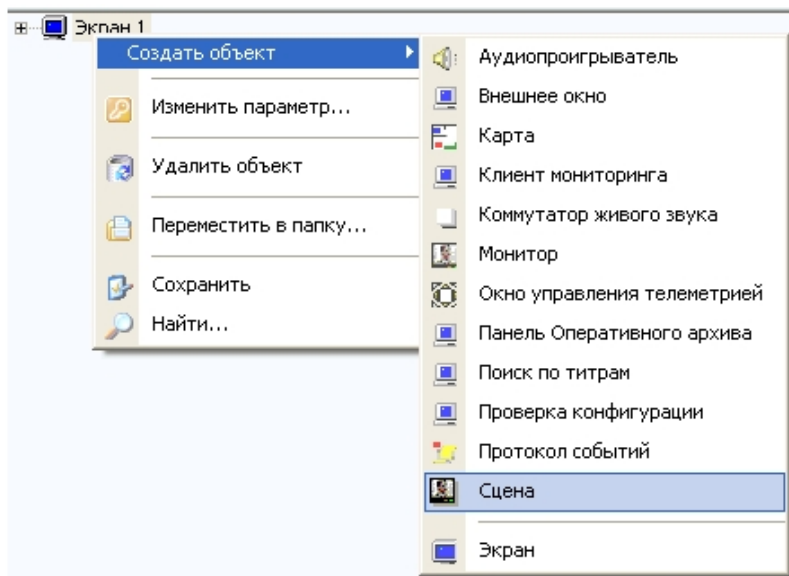 Экран 1
Создать объект
Изменить параметр...
Удалить объект
Переместить в папку...
Сохранить
Найти...
Аудиопроигрыватель
Внешнее окно
Карта
Клиент мониторинга
Коммутатор живого звука
Монитор
Окно управления телеметрией
Панель Оперативного архива
Поиск по титрам
Проверка конфигурации
Протокол событий
Сцена
Экран